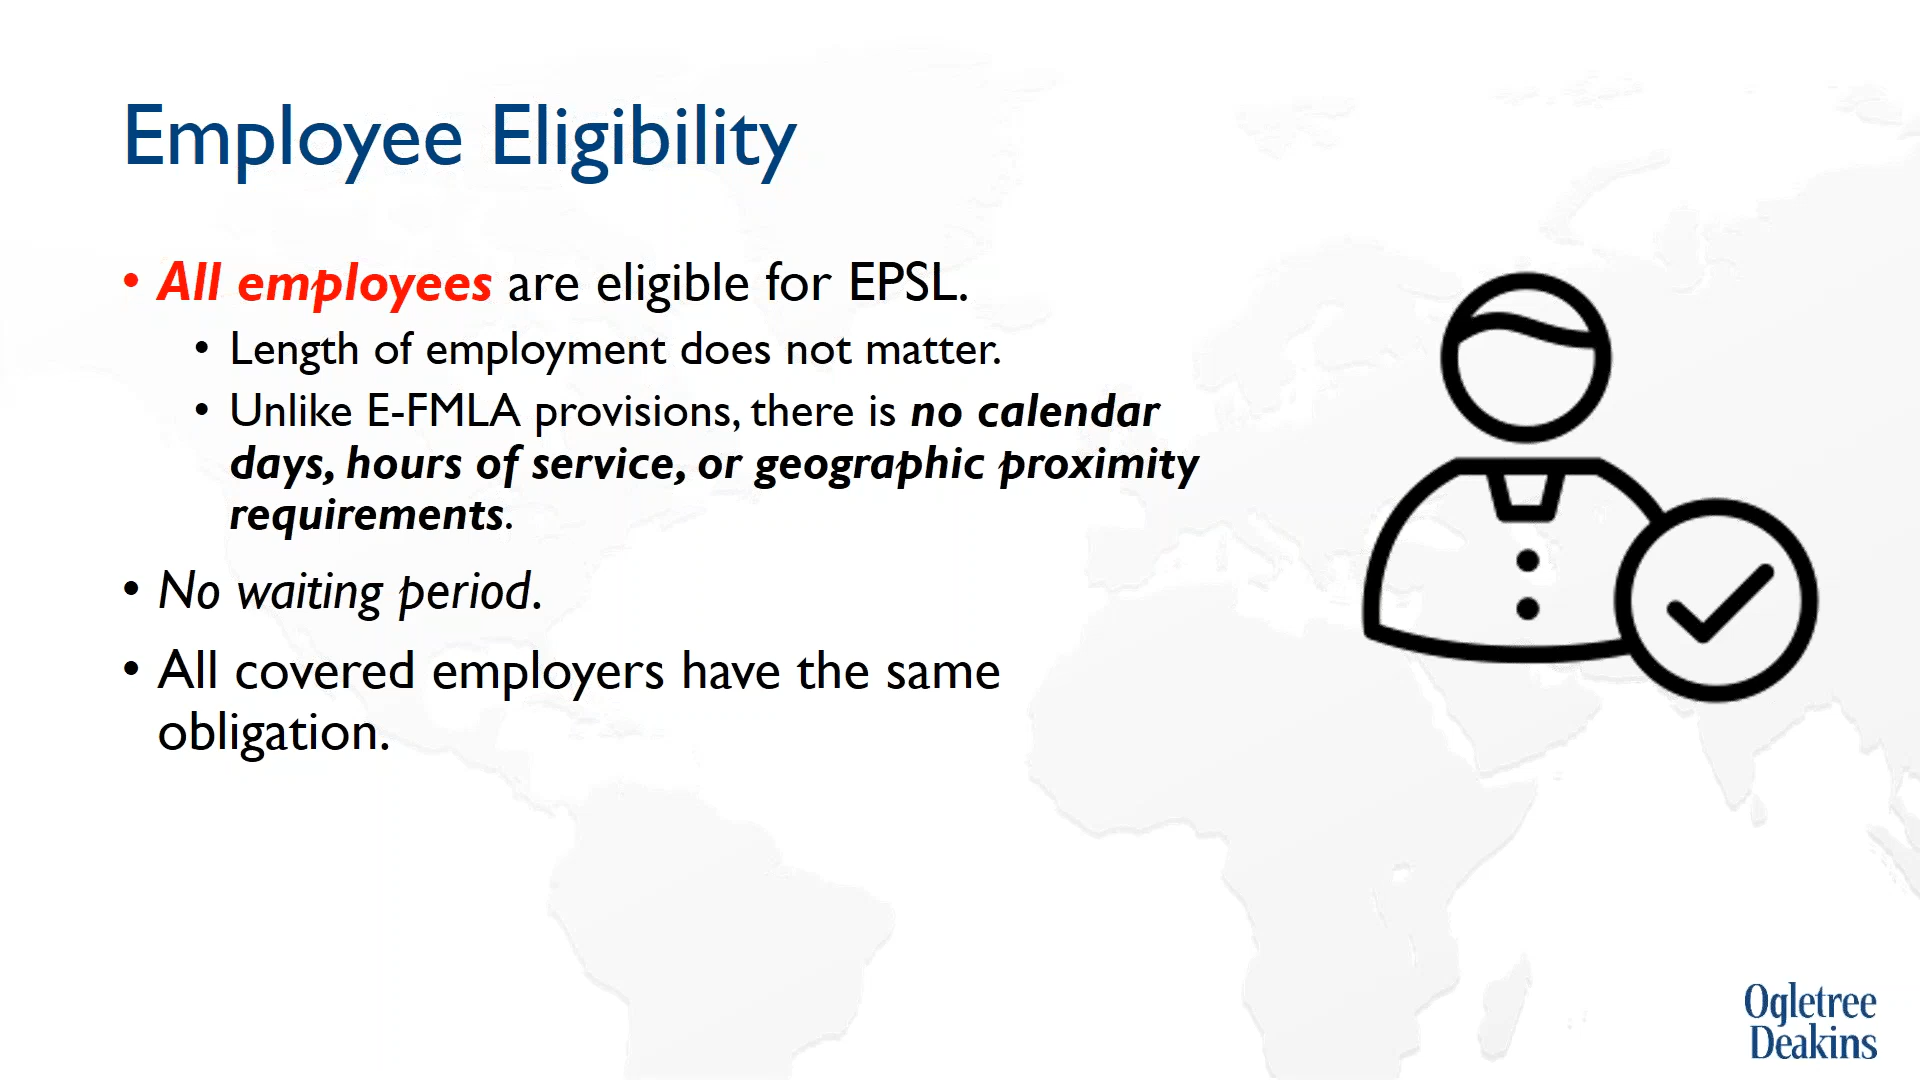 Employee Eligibility
• All employees are eligible for EPSL.
• Length of employment does not matter.
• Unlike E-FMLA provisions, there is no calendar
days, hours of service, or geographic proximity
requirements.
• No waiting period.
• All covered employers have the same
obligation.
Ogletree
Deakins